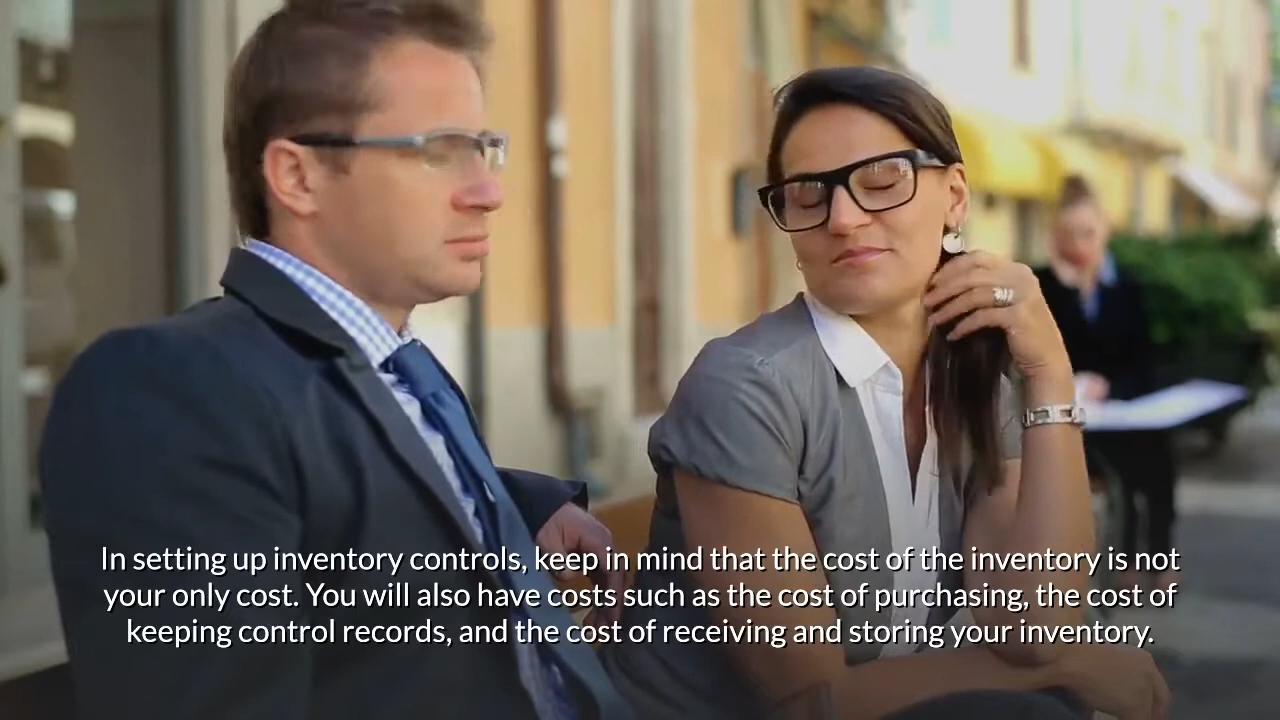 In setting up inventory controls, keep in mind that the cost of the inventory is not
your only cost. You will also have costs such as the cost of purchasing, the cost of
keeping control records, and the cost of receiving and storing your inventory.